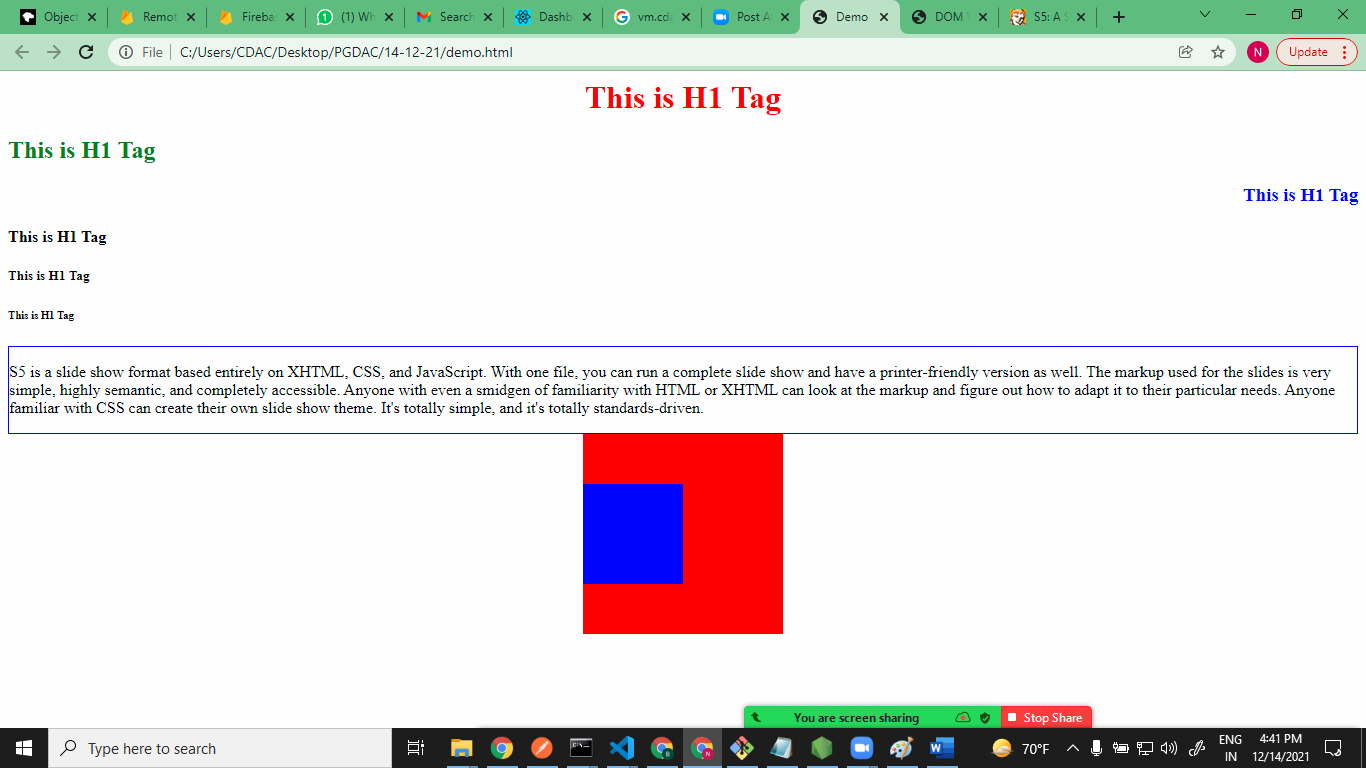 Object
Remot
Fireba
(1) Wh
Search
Dashb
vm.cda
Post A
Demo
DOM
S5: A
File
C:/Users/CDAC/Desktop/PGDAC/14-12-21/demo.html
N
Update
This is H1 Tag
This is H1 Tag
This is H1 Tag
This is H1 Tag
This is H1 Tag
This is H1 Tag
S5 is a slide show format based entirely on XHTML, CSS, and JavaScript. With one file, you can run a complete slide show and have a printer-friendly version as well. The markup used for the slides is very
simple, highly semantic, and completely accessible. Anyone with even a smidgen of familiarity with HTML or XHTML can look at the markup and figure out how to adapt it to their particular needs. Anyone
familiar with CSS can create their own slide show theme. It's totally simple, and it's totally standards-driven.
You are screen sharing
Stop Share
Type here to search
70°F
ENG
IN
4:41 PM
12/14/2021